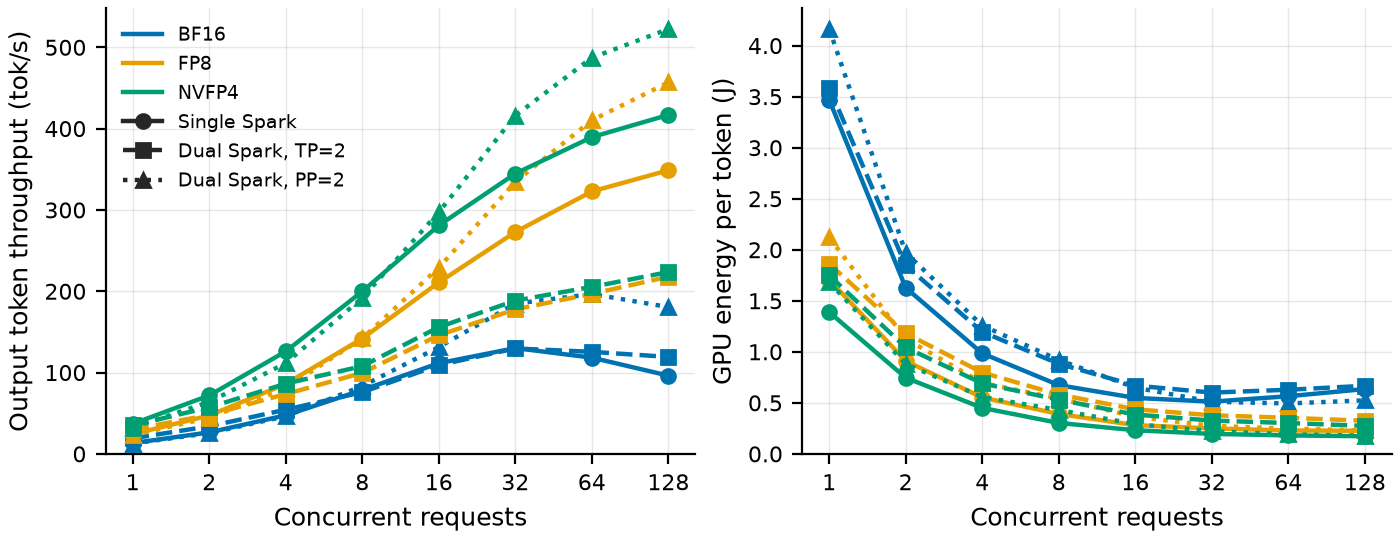 Output token throughput (tok/s)
500
400
300
200
100
0
BF16
FP8
NVFP4
Single Spark
Dual Spark, TP=2
Dual Spark, PP=2
1 2 4 8 16 32 64 128
Concurrent requests
GPU energy per token (J)
4.0
3.5
3.0
2.5
2.0
1.5
1.0
0.5
0.0
1 2 4 8 16 32 64 128
Concurrent requests